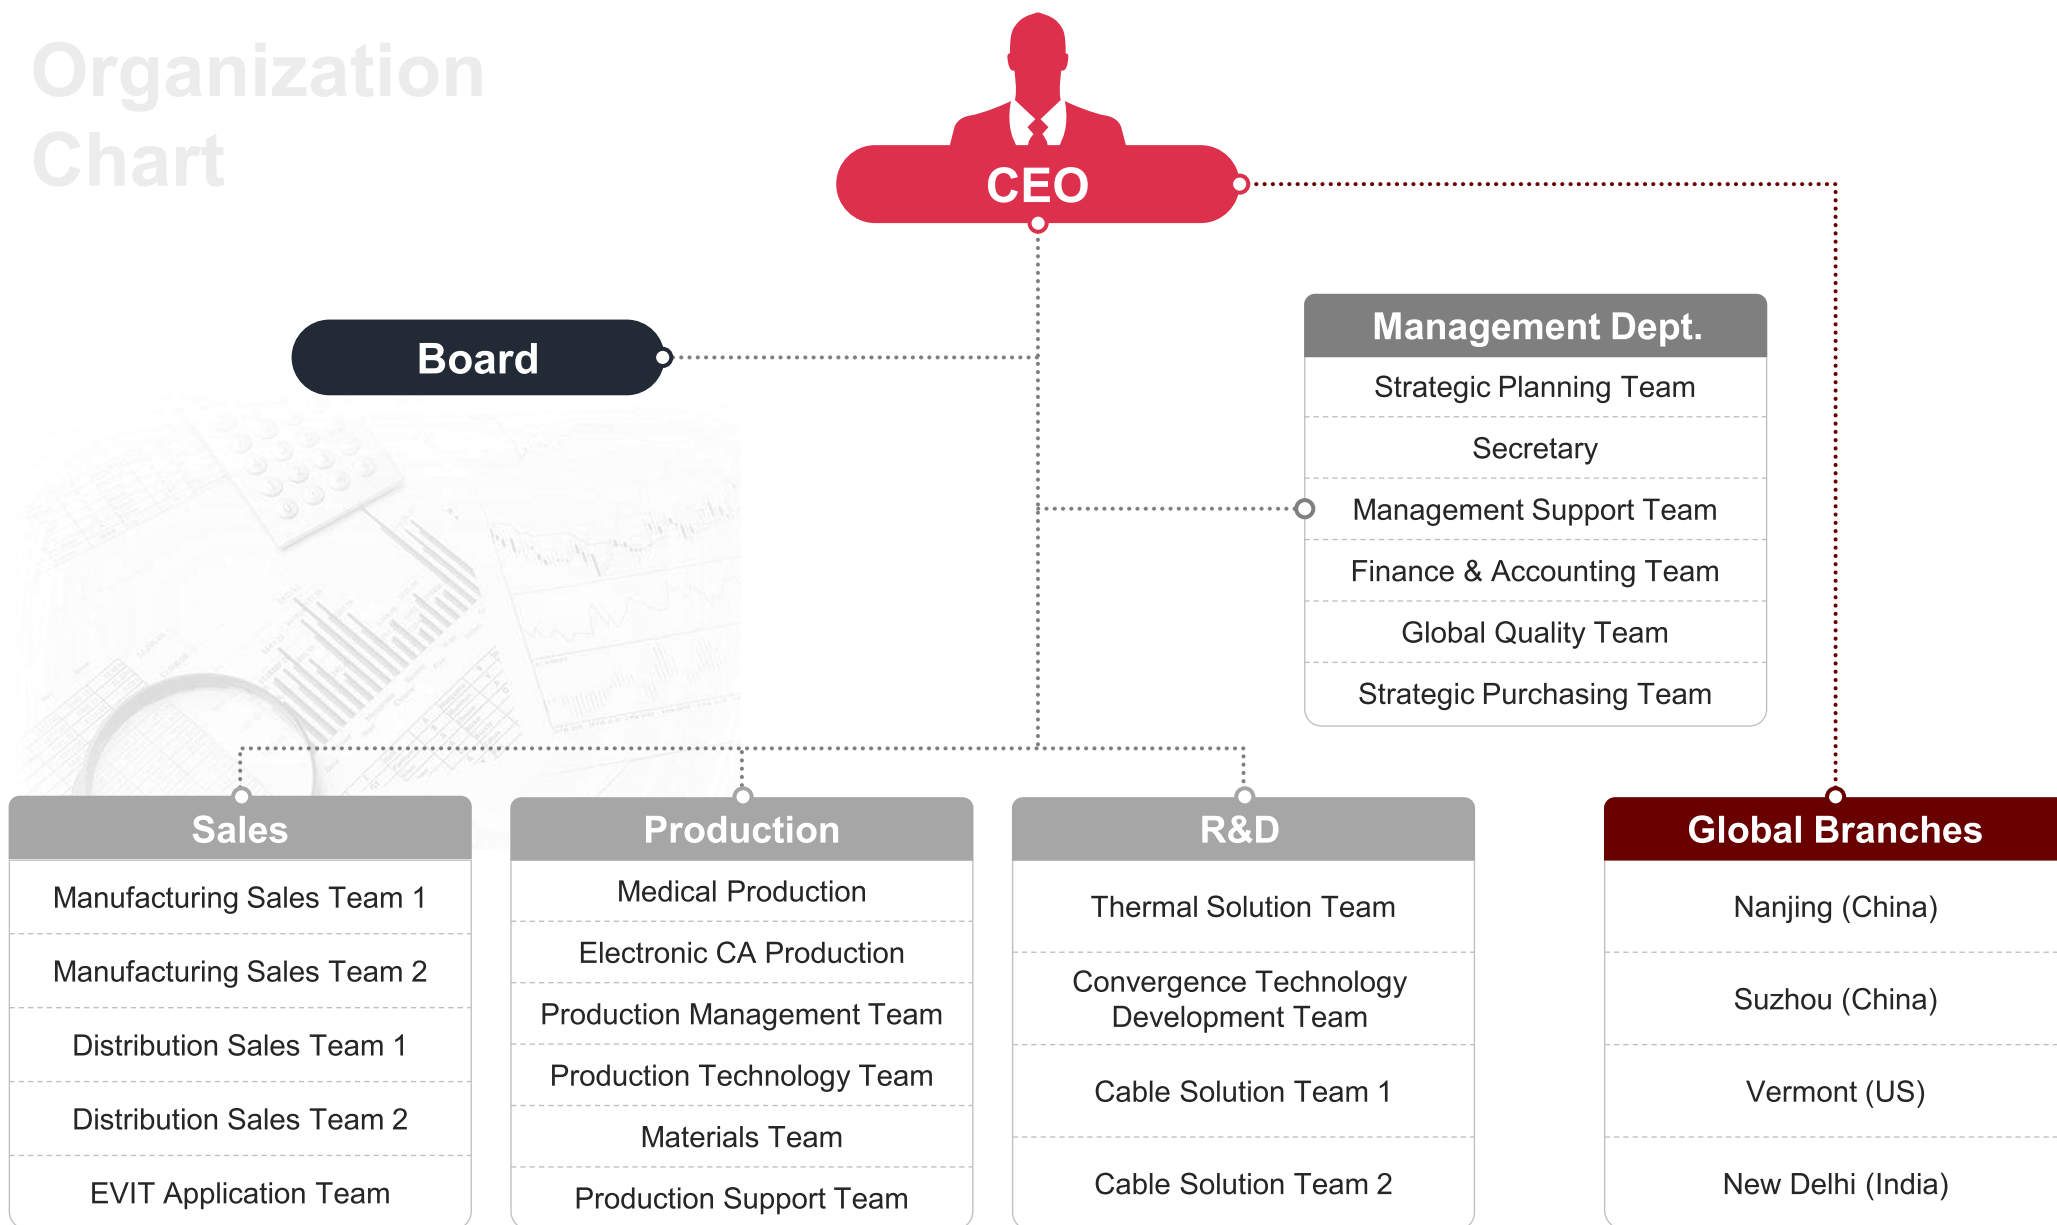 Organization
Chart
CEO
Board
Management Dept.
Strategic Planning Team
Secretary
Management Support Team
Finance & Accounting Team
Global Quality Team
Strategic Purchasing Team
Sales
Manufacturing Sales Team 1
Manufacturing Sales Team 2
Distribution Sales Team 1
Distribution Sales Team 2
EVIT Application Team
Production
Medical Production
Electronic CA Production
Production Management Team
Production Technology Team
Materials Team
Production Support Team
R&D
Thermal Solution Team
Convergence Technology
Development Team
Cable Solution Team 1
Cable Solution Team 2
Global Branches
Nanjing (China)
Suzhou (China)
Vermont (US)
New Delhi (India)